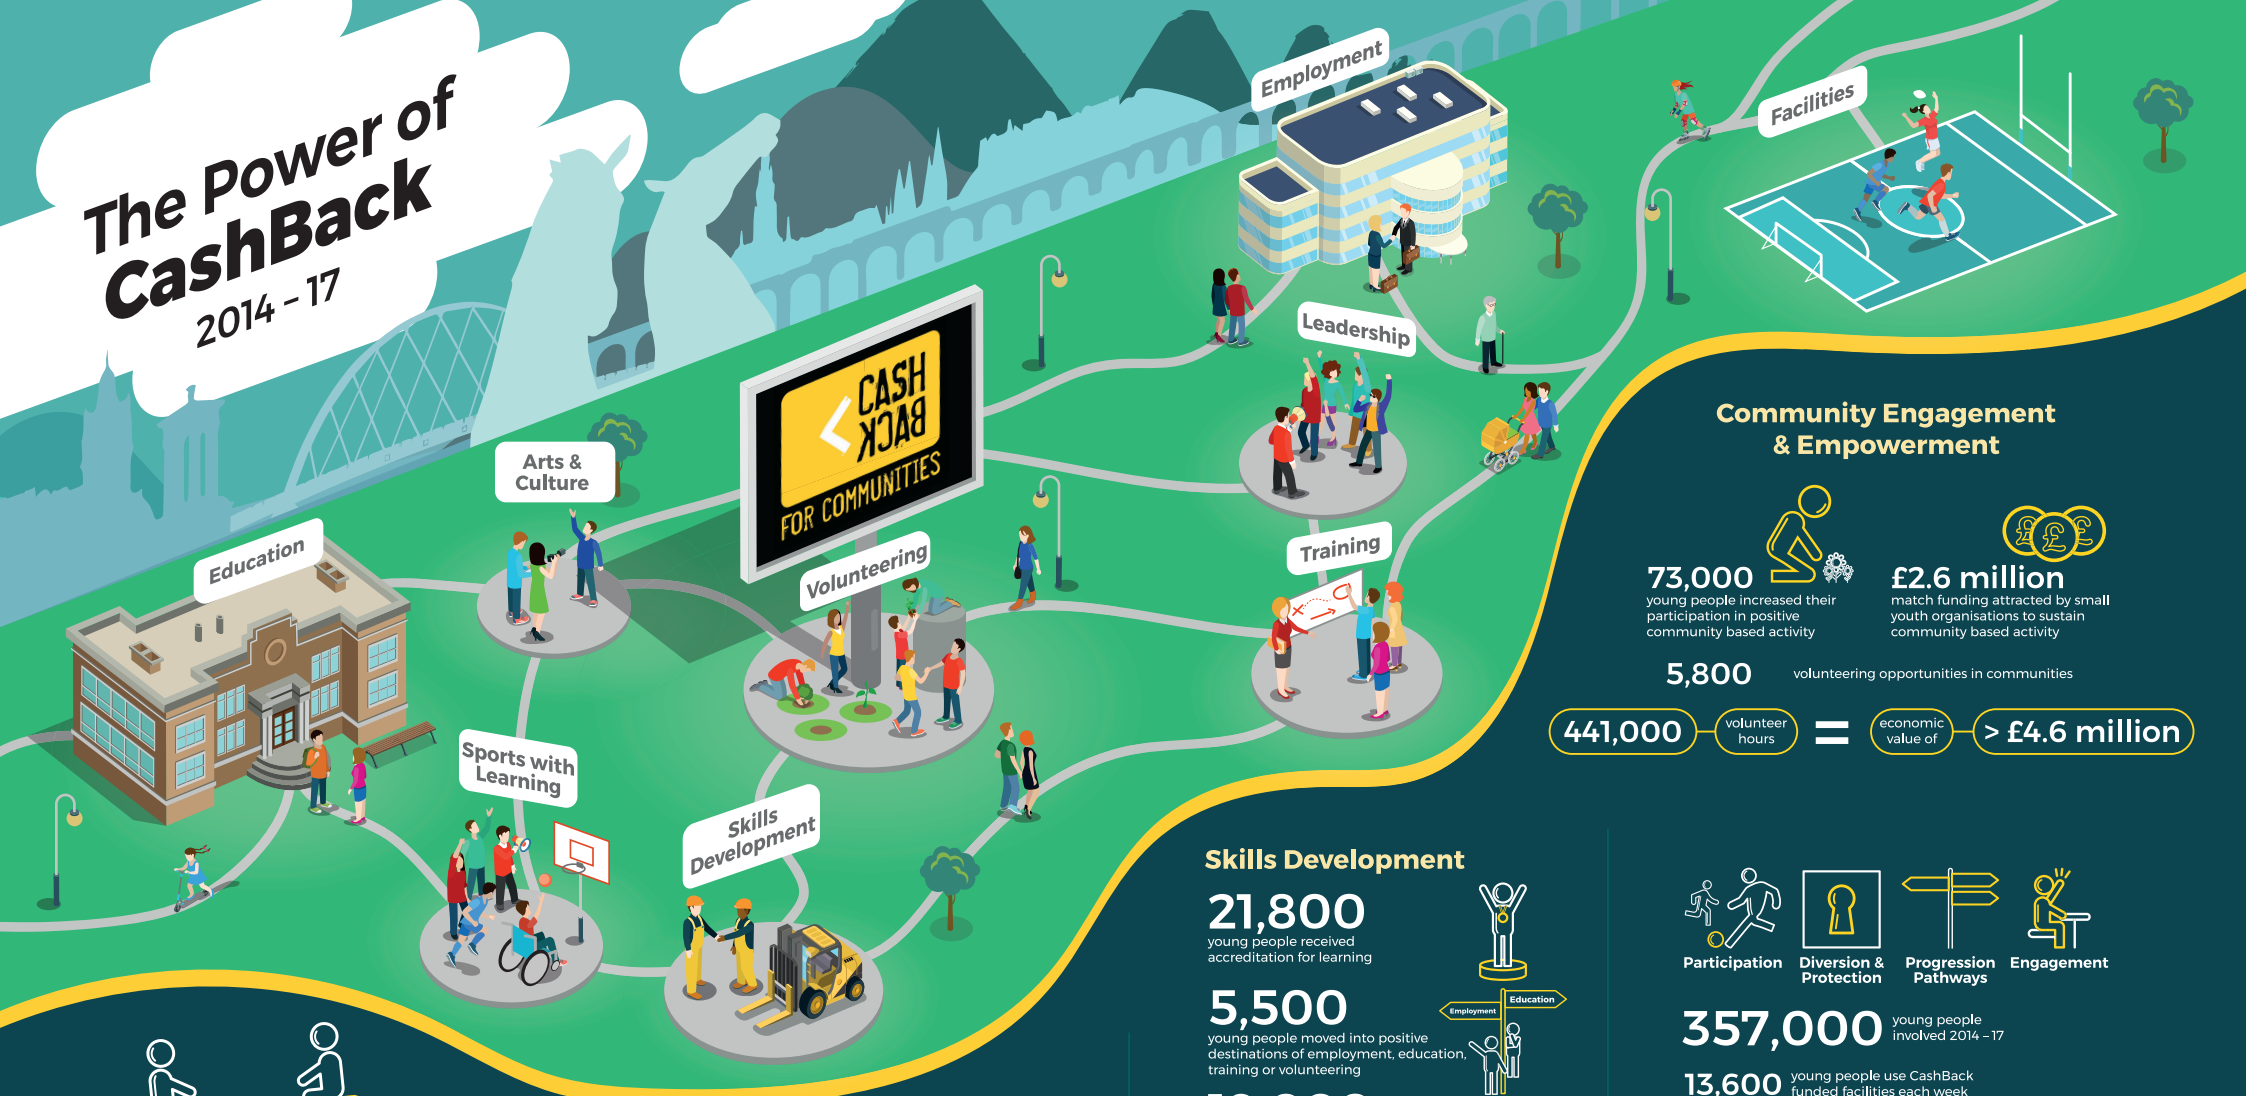 The Power of
CashBack
2014 – 17
Employment
Facilities
Leadership
CASH
BACK
FOR COMMUNITIES
Arts &
Culture
Education
Volunteering
Training
Sports with
Learning
Skills
Development
Community Engagement
& Empowerment
73,000
young people increased their
participation in positive
community based activity
£2.6 million
match funding attracted by small
youth organisations to sustain
community based activity
5,800 volunteering opportunities in communities
441,000 volunteer hours = economic value of > £4.6 million
Skills Development
21,800
young people received
accreditation for learning
5,500
young people moved into positive
destinations of employment, education,
training or volunteering
Education
Employment
Participation
Diversion &
Protection
Progression
Pathways
Engagement
357,000 young people
involved 2014 – 17
13,600 young people use CashBack
funded facilities each week